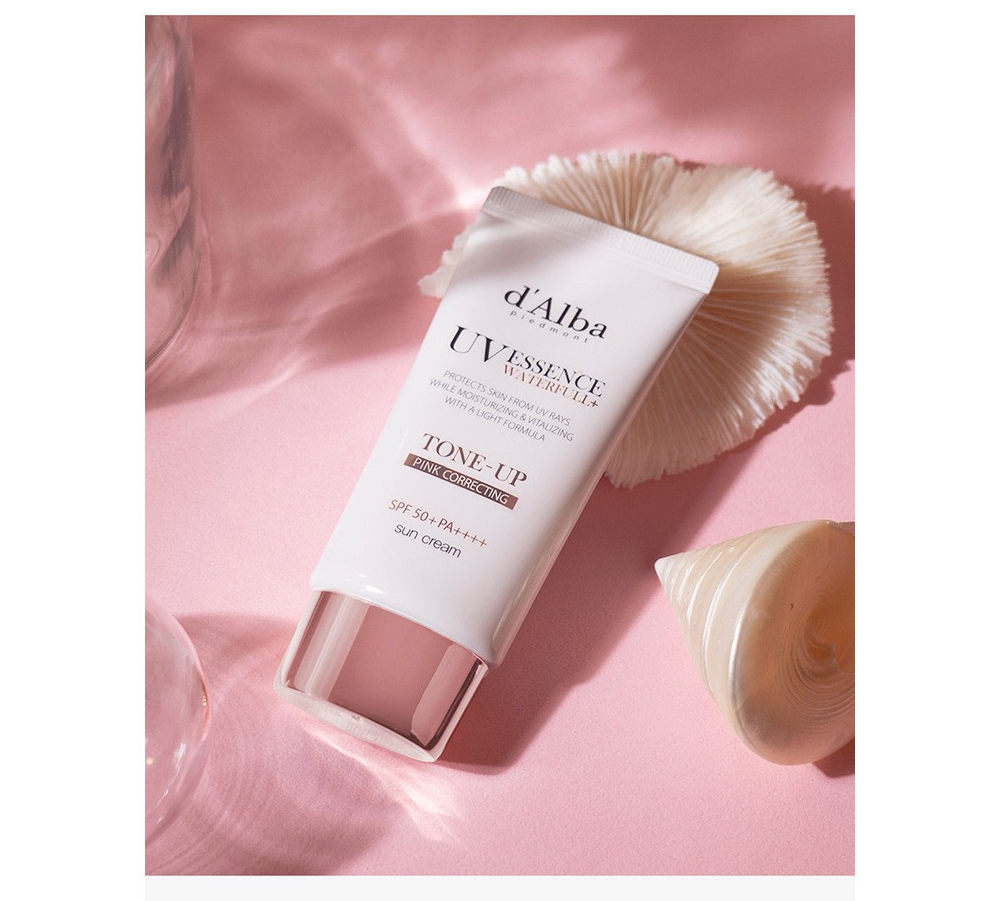 d'Alba
piedmont
UV ESSENCE
WATERFULL+
PROTECTS SKIN FROM UV RAYS
WHILE MOISTURIZING & VITALIZING
WITH A LIGHT FORMULA
TONE-UP
PINK CORRECTING
SPF 50+PA++++
sun cream